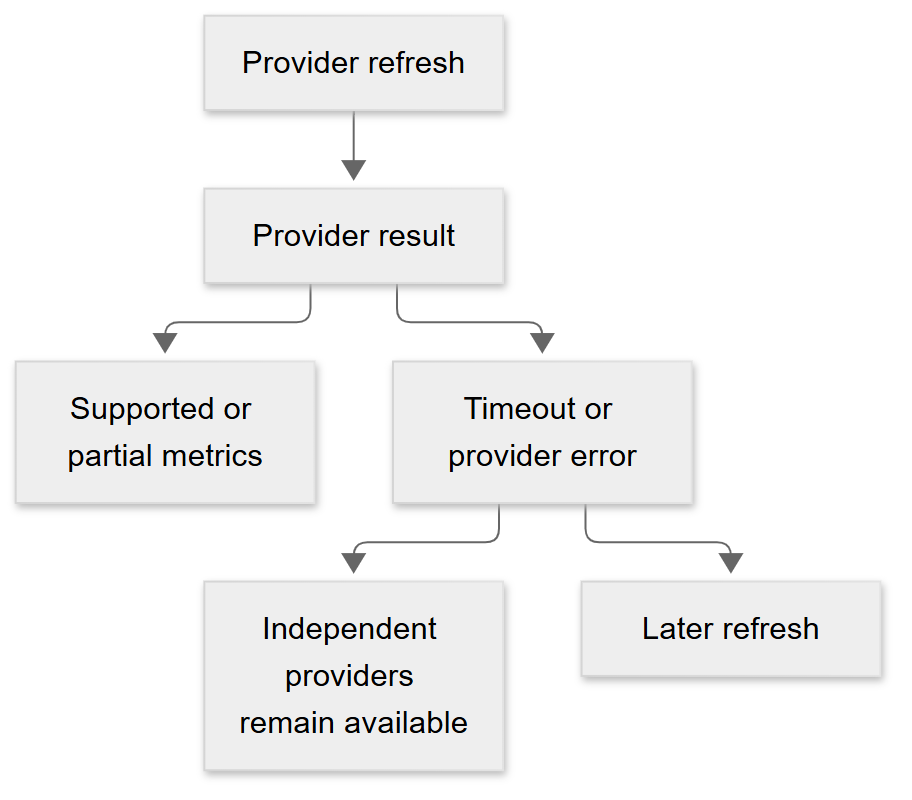 Provider refresh
Provider result
Supported or
partial metrics
Timeout or
provider error
Independent
providers
remain available
Later refresh